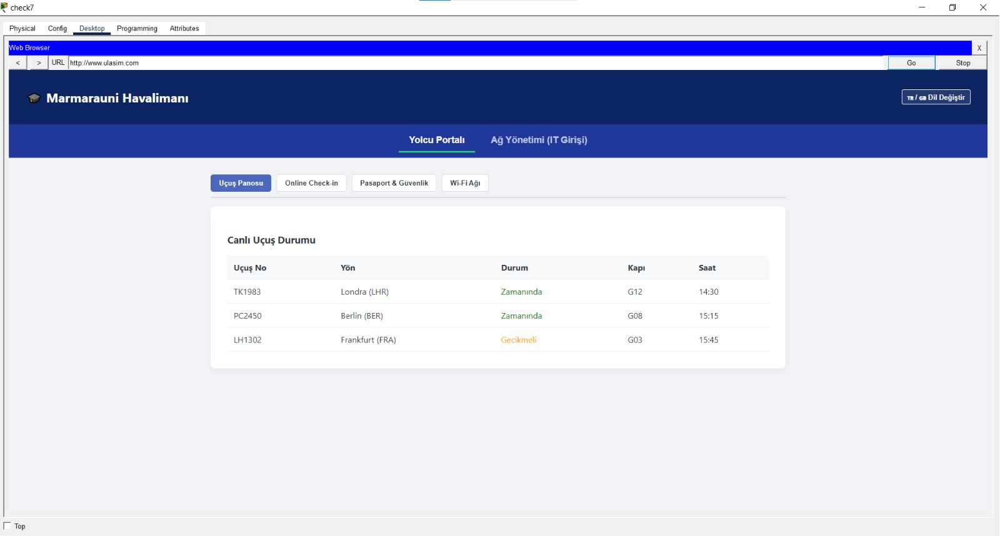 check7
Physical Config Desktop Programming Attributes
Web Browser X
< > URL http://www.ulasim.com Go Stop
Marmarauni Havalimanı TR / GB Dil Değiştir
Yolcu Portalı Ağ Yönetimi (IT Girişi)
Uçuş Panosu Online Check-in Pasaport & Güvenlik Wi-Fi Ağı
Canlı Uçuş Durumu
Uçuş No Yön Durum Kapı Saat
TK1983 Londra (LHR) Zamanında G12 14:30
PC2450 Berlin (BER) Zamanında G08 15:15
LH1302 Frankfurt (FRA) Gecikmeli G03 15:45
Top